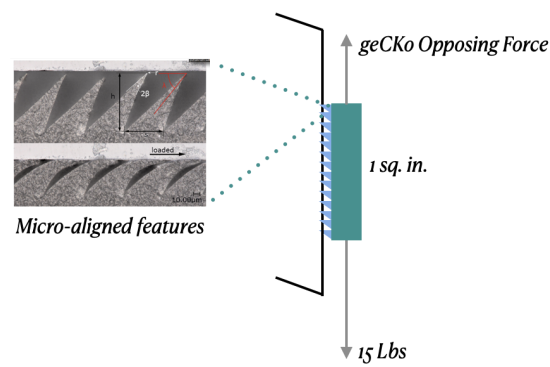 geCKo Opposing Force
h
2β
loaded
10.00µm
1 sq. in.
Micro-aligned features
15 Lbs